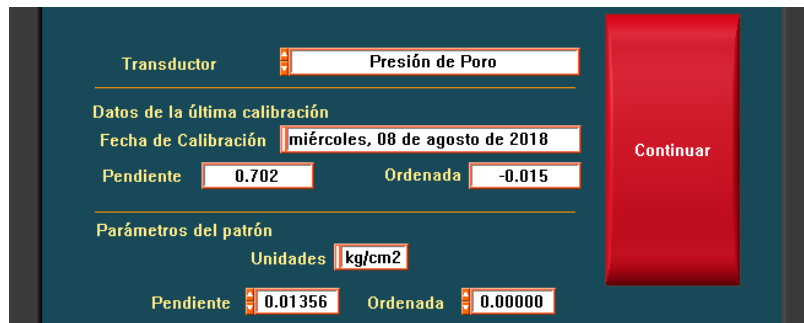 Transductor Presión de Poro
Datos de la última calibración
Fecha de Calibración miércoles, 08 de agosto de 2018
Pendiente 0.702 Ordenada -0.015
Continuar
Parámetros del patrón
Unidades kg/cm2
Pendiente 0.01356 Ordenada 0.00000